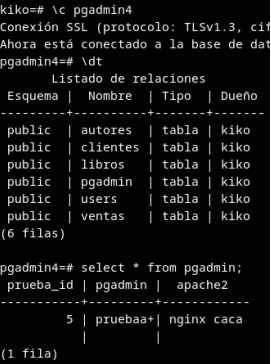 kiko=# \c pgadmin4
Conexión SSL (protocolo: TLSv1.3, cif
Ahora está conectado a la base de dat
pgadmin4=# \dt
Listado de relaciones
Esquema | Nombre | Tipo | Dueño
---------+----------+-------+-------
public | autores | tabla | kiko
public | clientes | tabla | kiko
public | libros | tabla | kiko
public | pgadmin | tabla | kiko
public | users | tabla | kiko
public | ventas | tabla | kiko
(6 filas)
pgadmin4=# select * from pgadmin;
prueba_id | pgadmin | apache2
-----------+---------+------------
5 | pruebaa+| nginx caca
| |
(1 fila)